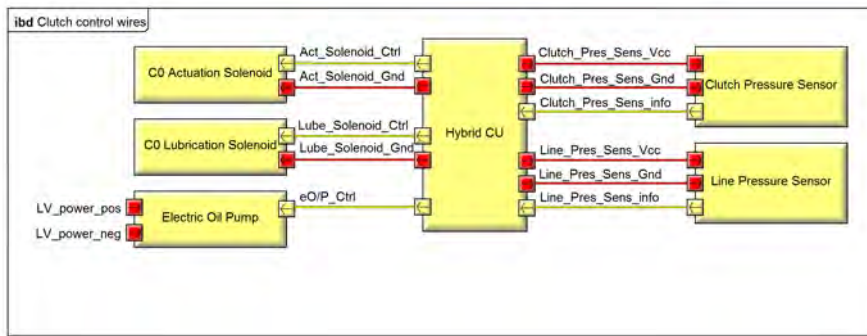 ibd Clutch control wires
C0 Actuation Solenoid
Act_Solenoid_Ctrl
Act_Solenoid_Gnd
C0 Lubrication Solenoid
Lube_Solenoid_Ctrl
Lube_Solenoid_Gnd
LV_power_pos
LV_power_neg
Electric Oil Pump
eO/P_Ctrl
Hybrid CU
Clutch_Pres_Sens_Vcc
Clutch_Pres_Sens_Gnd
Clutch_Pres_Sens_info
Clutch Pressure Sensor
Line_Pres_Sens_Vcc
Line_Pres_Sens_Gnd
Line_Pres_Sens_info
Line Pressure Sensor